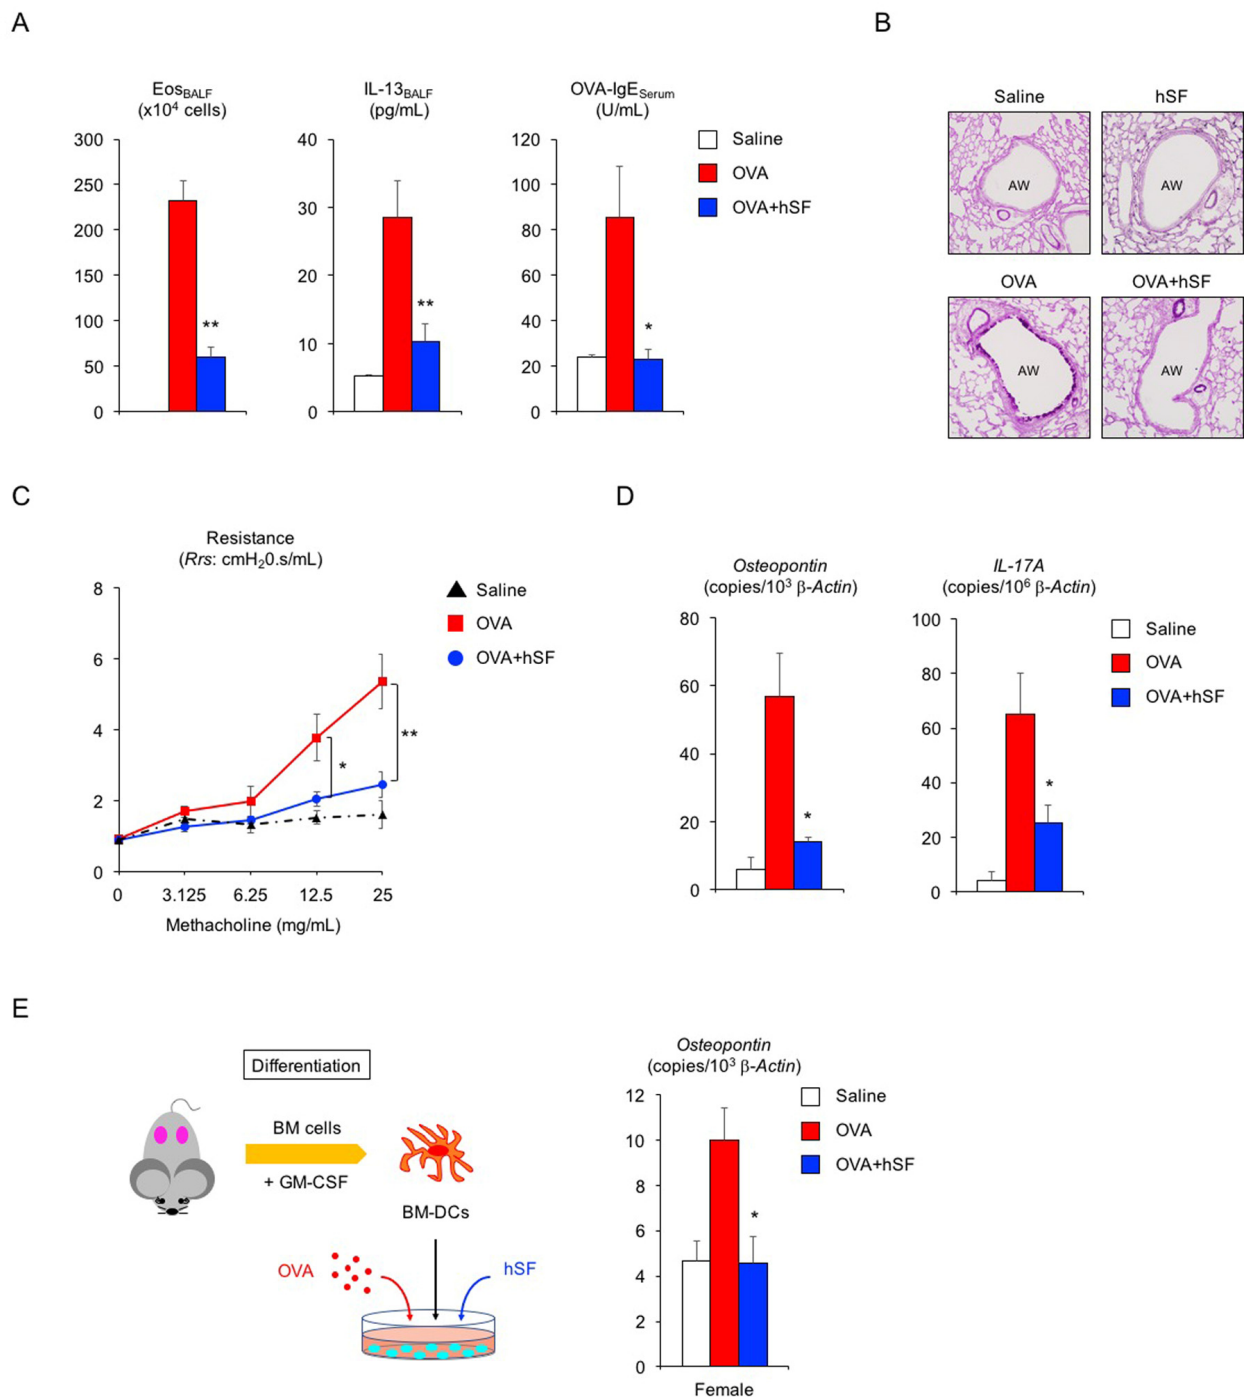 A
Eos_BALF
(x10⁴ cells)
300
250
200
250
150
100
50
0
**
IL-13_BALF
(pg/mL)
40
30
20
10
0
**
OVA-IgE_Serum
(U/mL)
120
100
80
60
40
20
0
*
Saline
OVA
OVA+hSF
B
Saline
hSF
AW
AW
OVA
OVA+hSF
AW
AW
C
Resistance
(Rrs: cmH₂0.s/mL)
8
6
4
2
0
*
**
0 3.125 6.25 12.5 25
Methacholine (mg/mL)
Saline
OVA
OVA+hSF
D
Osteopontin
(copies/10³ β-Actin)
80
60
40
20
0
*
IL-17A
(copies/10⁶ β-Actin)
100
80
60
40
20
0
*
Saline
OVA
OVA+hSF
E
Differentiation
BM cells
+ GM-CSF
BM-DCs
OVA
hSF
Osteopontin
(copies/10³ β-Actin)
12
10
8
6
4
2
0
*
Female
Saline
OVA
OVA+hSF